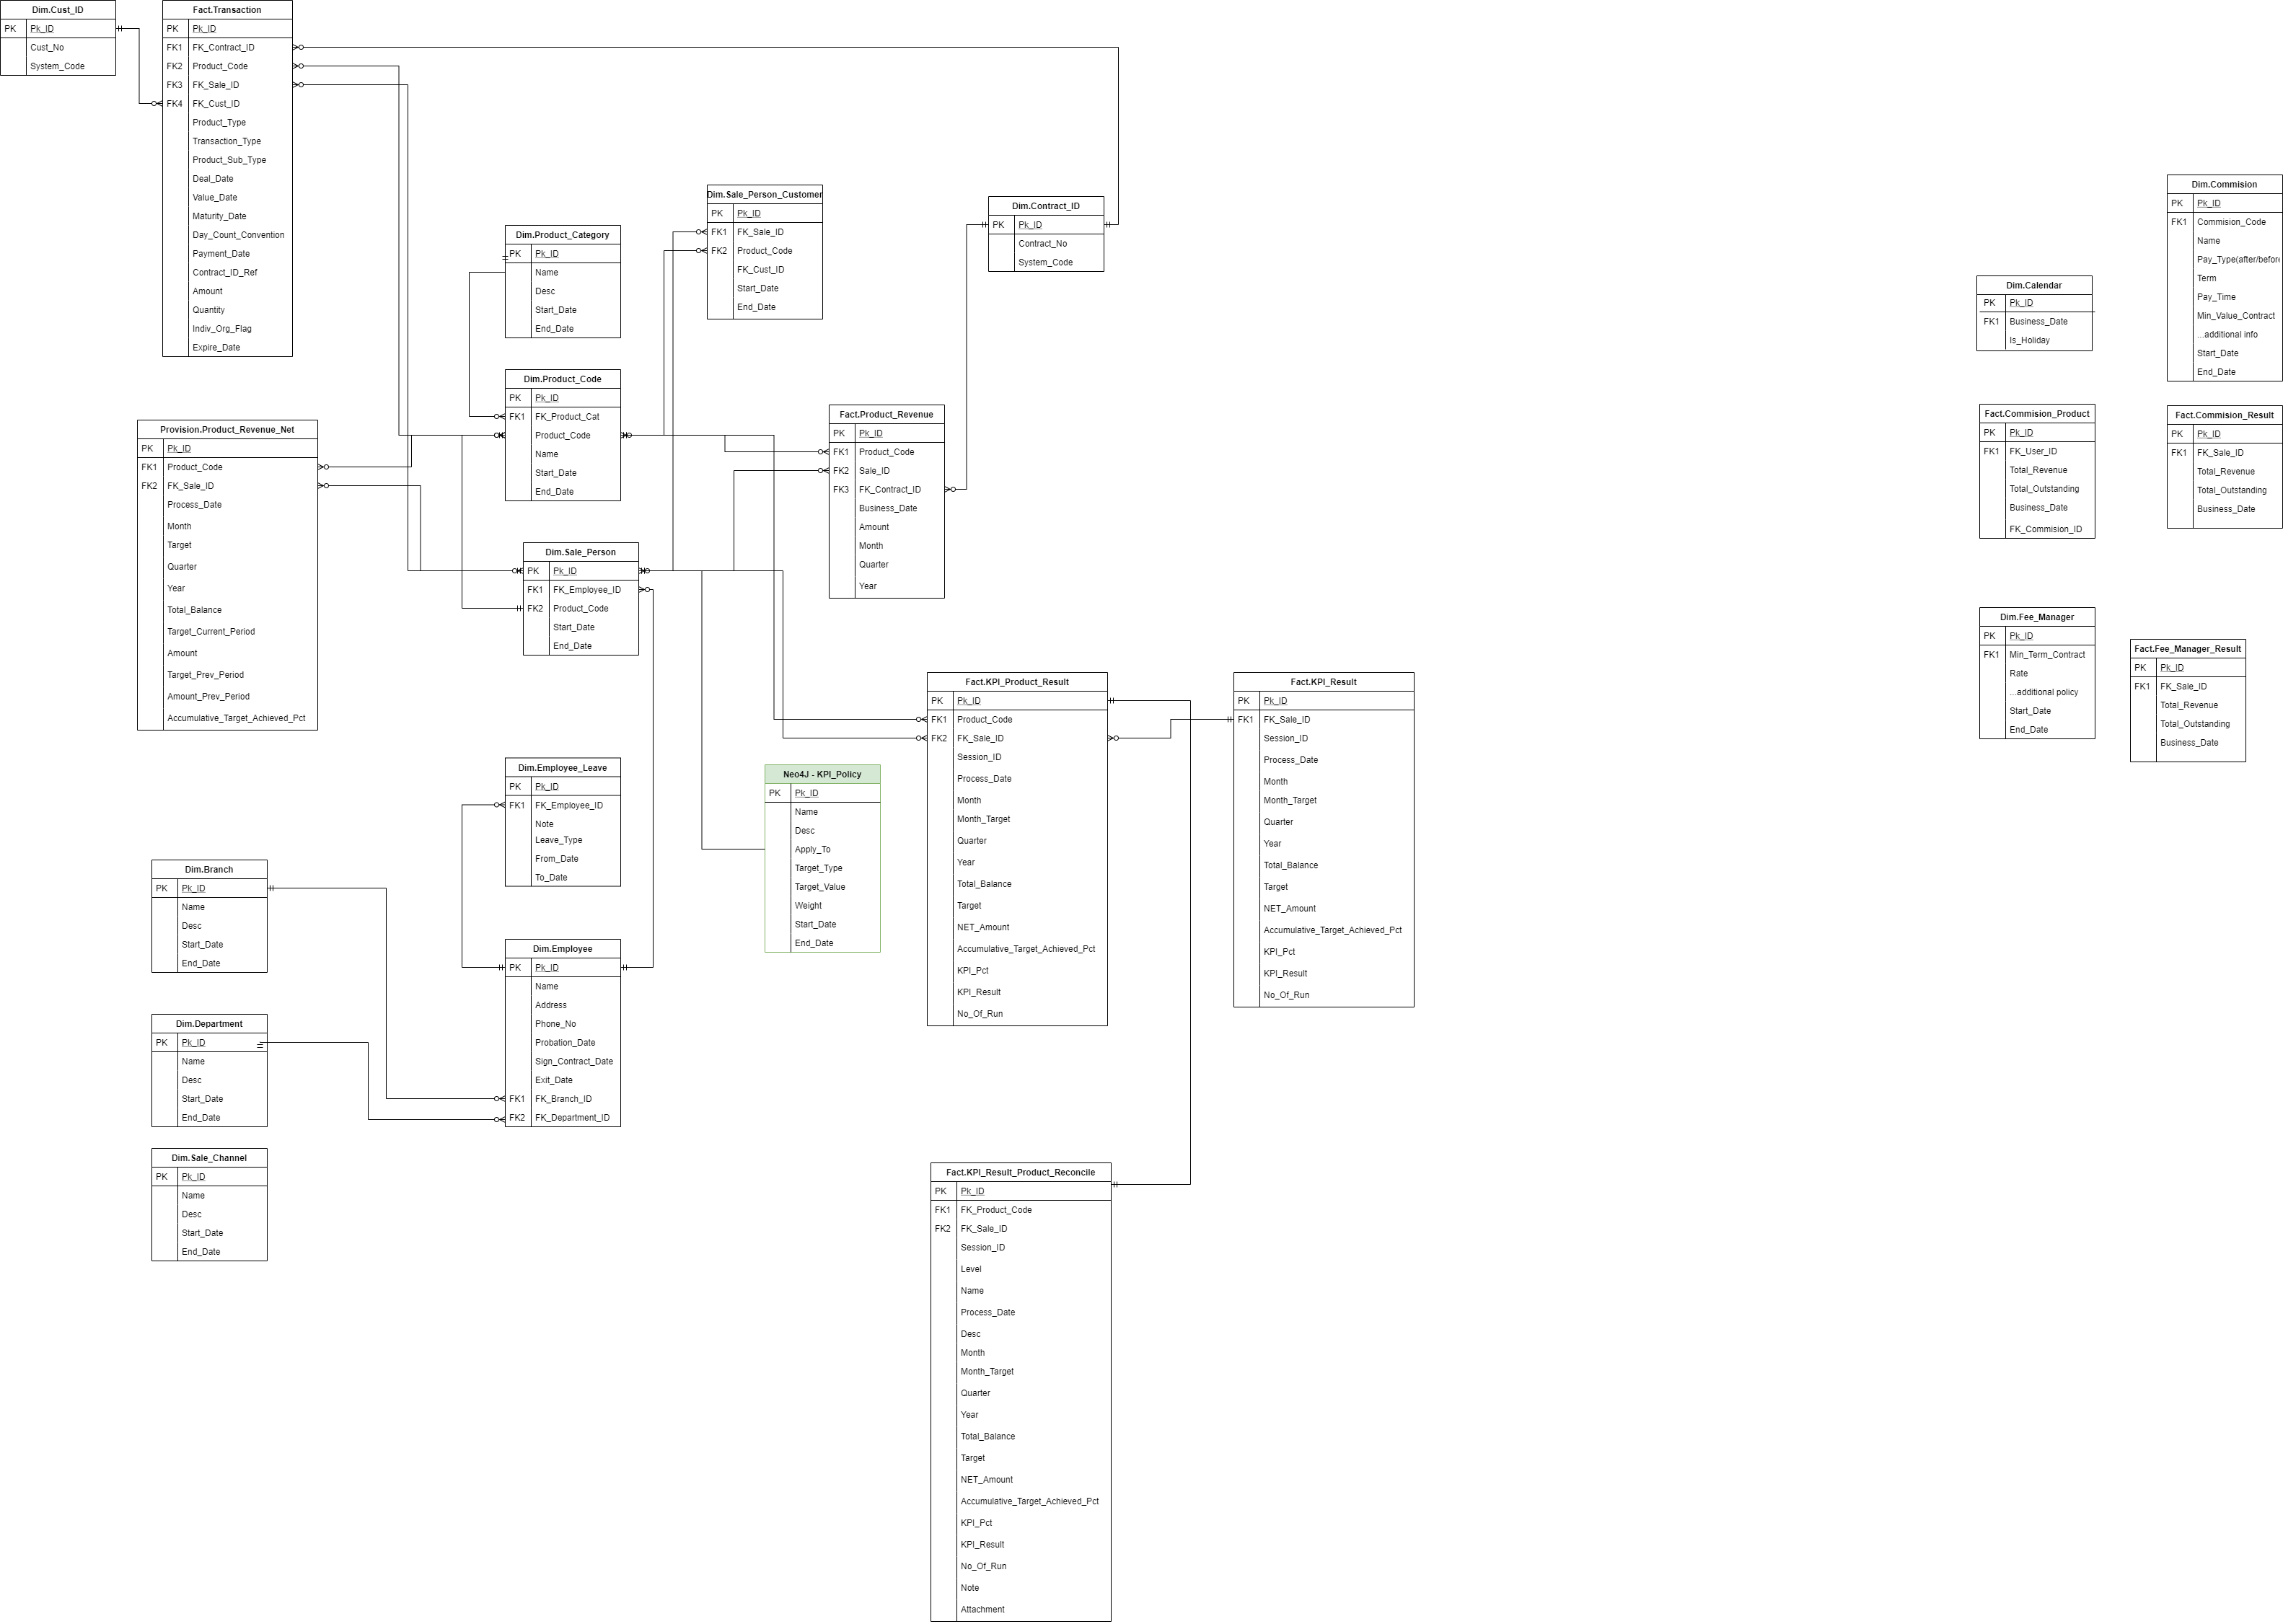 Dim.Cust_ID
PK Pk_ID
Cust_No
System_Code
Fact.Transaction
PK Pk_ID
FK1 FK_Contract_ID
FK2 Product_Code
FK3 FK_Sale_ID
FK4 FK_Cust_ID
Product_Type
Transaction_Type
Product_Sub_Type
Deal_Date
Value_Date
Maturity_Date
Day_Count_Convention
Payment_Date
Contract_ID_Ref
Amount
Quantity
Indiv_Org_Flag
Expire_Date
Dim.Product_Category
PK Pk_ID
Name
Desc
Start_Date
End_Date
Dim.Sale_Person_Customer
PK Pk_ID
FK1 FK_Sale_ID
FK2 Product_Code
FK_Cust_ID
Start_Date
End_Date
Dim.Contract_ID
PK Pk_ID
Contract_No
System_Code
Dim.Calendar
PK Pk_ID
FK1 Business_Date
Is_Holiday
Dim.Commision
PK Pk_ID
FK1 Commision_Code
Name
Pay_Type(after/before
Term
Pay_Time
Min_Value_Contract
...additional info
Start_Date
End_Date
Provision.Product_Revenue_Net
PK Pk_ID
FK1 Product_Code
FK2 FK_Sale_ID
Process_Date
Month
Target
Quarter
Year
Total_Balance
Target_Current_Period
Amount
Target_Prev_Period
Amount_Prev_Period
Accumulative_Target_Achieved_Pct
Dim.Product_Code
PK Pk_ID
FK1 FK_Product_Cat
Product_Code
Name
Start_Date
End_Date
Fact.Product_Revenue
PK Pk_ID
FK1 Product_Code
FK2 Sale_ID
FK3 FK_Contract_ID
Business_Date
Amount
Month
Quarter
Year
Fact.Commision_Product
PK Pk_ID
FK1 FK_User_ID
Total_Revenue
Total_Outstanding
Business_Date
FK_Commision_ID
Fact.Commision_Result
PK Pk_ID
FK1 FK_Sale_ID
Total_Revenue
Total_Outstanding
Business_Date
Dim.Sale_Person
PK Pk_ID
FK1 FK_Employee_ID
FK2 Product_Code
Start_Date
End_Date
Dim.Fee_Manager
PK Pk_ID
FK1 Min_Term_Contract
Rate
...additional policy
Start_Date
End_Date
Fact.Fee_Manager_Result
PK Pk_ID
FK1 FK_Sale_ID
Total_Revenue
Total_Outstanding
Business_Date
Fact.KPI_Product_Result
PK Pk_ID
FK1 Product_Code
FK2 FK_Sale_ID
Session_ID
Process_Date
Month
Month_Target
Quarter
Year
Total_Balance
Target
NET_Amount
Accumulative_Target_Achieved_Pct
KPI_Pct
KPI_Result
No_Of_Run
Fact.KPI_Result
PK Pk_ID
FK1 FK_Sale_ID
Session_ID
Process_Date
Month
Month_Target
Quarter
Year
Total_Balance
Target
NET_Amount
Accumulative_Target_Achieved_Pct
KPI_Pct
KPI_Result
No_Of_Run
Dim.Employee_Leave
PK Pk_ID
FK1 FK_Employee_ID
Note
Leave_Type
From_Date
To_Date
Neo4J - KPI_Policy
PK Pk_ID
Name
Desc
Apply_To
Target_Type
Target_Value
Weight
Start_Date
End_Date
Dim.Branch
PK Pk_ID
Name
Desc
Start_Date
End_Date
Dim.Employee
PK Pk_ID
Name
Address
Phone_No
Probation_Date
Sign_Contract_Date
Exit_Date
FK1 FK_Branch_ID
FK2 FK_Department_ID
Dim.Department
PK Pk_ID
Name
Desc
Start_Date
End_Date
Dim.Sale_Channel
PK Pk_ID
Name
Desc
Start_Date
End_Date
Fact.KPI_Result_Product_Reconcile
PK Pk_ID
FK1 FK_Product_Code
FK2 FK_Sale_ID
Session_ID
Level
Name
Process_Date
Desc
Month
Month_Target
Quarter
Year
Total_Balance
Target
NET_Amount
Accumulative_Target_Achieved_Pct
KPI_Pct
KPI_Result
No_Of_Run
Note
Attachment